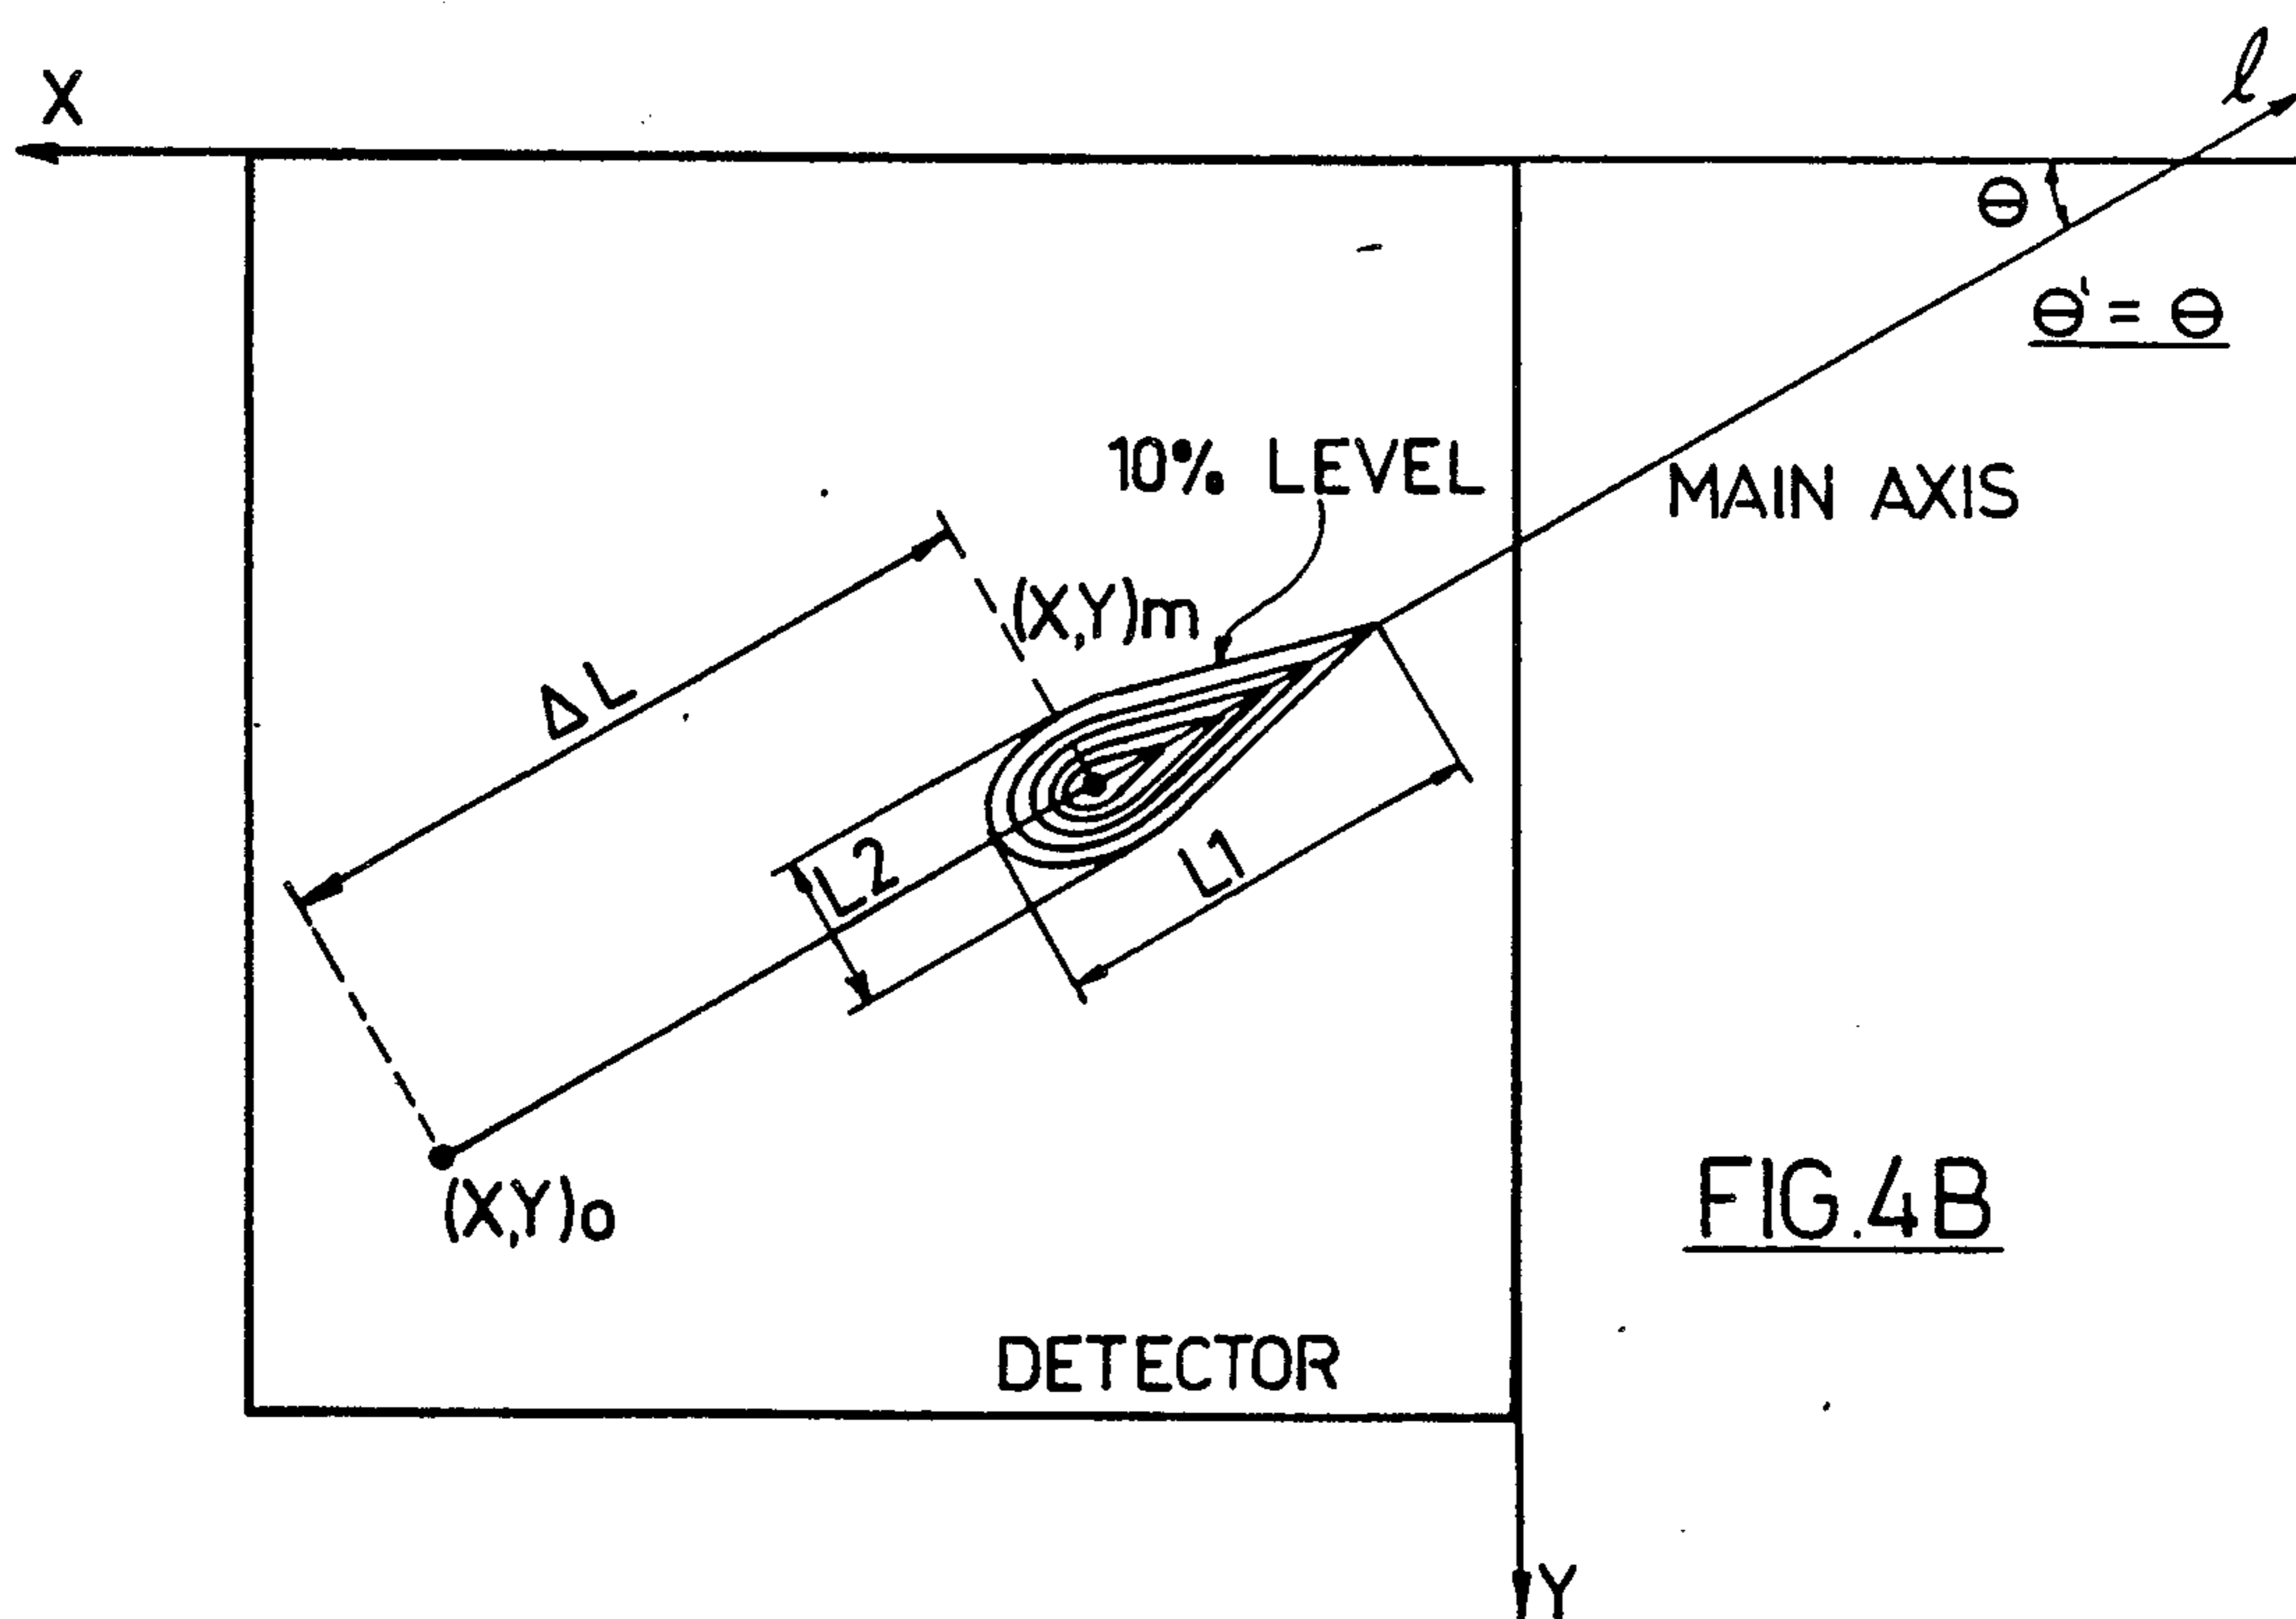 X
ℓ
Θ
Θ' = Θ
10% LEVEL
MAIN AXIS
(X,Y)m
ΔL
L2
L1
(X,Y)o
FIG.4B
DETECTOR
Y